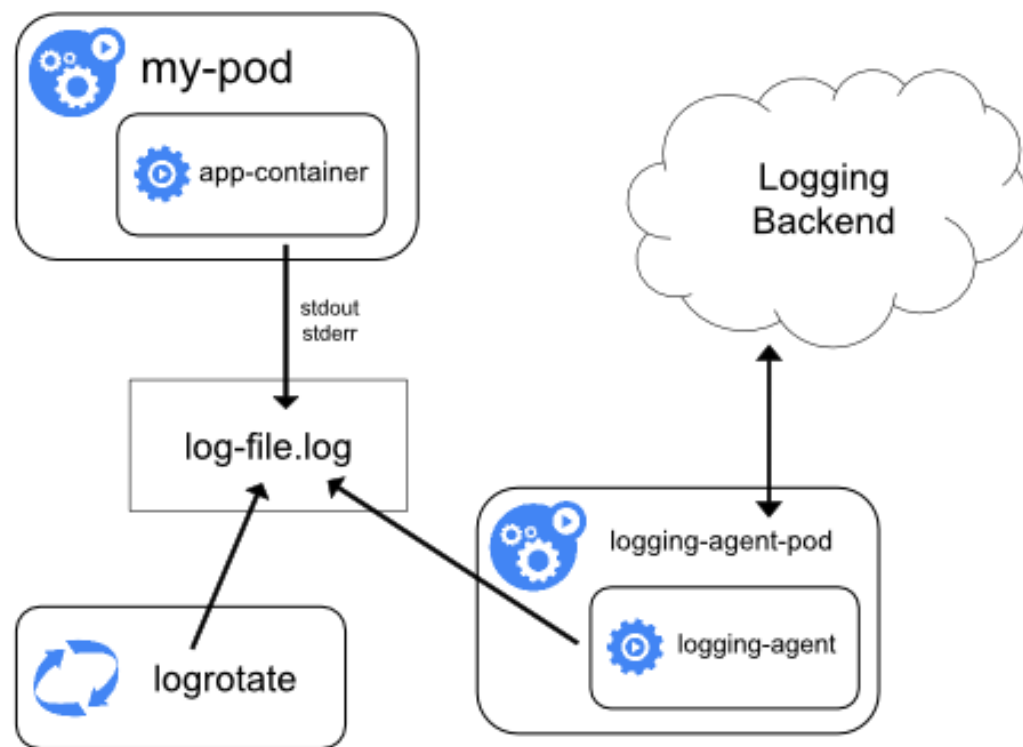 my-pod
app-container
Logging
Backend
stdout
stderr
log-file.log
logging-agent-pod
logging-agent
logrotate